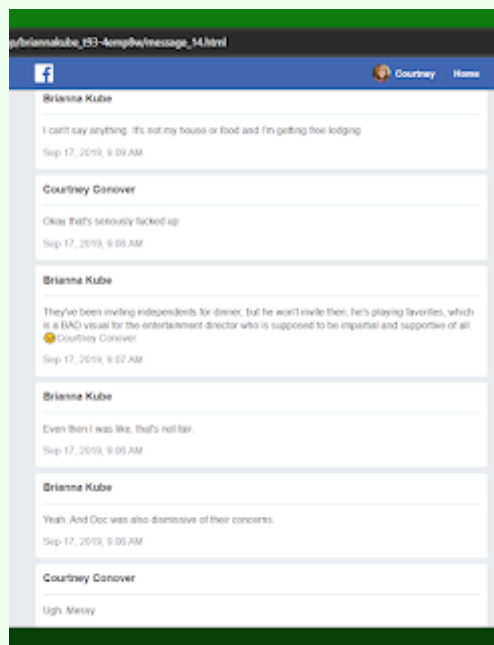 p/briannakube_t93-4emp8w/message_14.html
f
Courtney Home
Brianna Kube
I can't say anything. It's not my house or food and I'm getting free lodging
Sep 17, 2019, 9:09 AM
Courtney Conover
Okay that's seriously fucked up
Sep 17, 2019, 9:08 AM
Brianna Kube
They've been inviting independents for dinner, but he won't invite then, he's playing favorites, which
is a BAD visual for the entertainment director who is supposed to be impartial and supportive of all.
Courtney Conover
Sep 17, 2019, 9:07 AM
Brianna Kube
Even then I was like, that's not fair.
Sep 17, 2019, 9:06 AM
Brianna Kube
Yeah. And Doc was also dismissive of their concerns.
Sep 17, 2019, 9:06 AM
Courtney Conover
Ugh. Messy